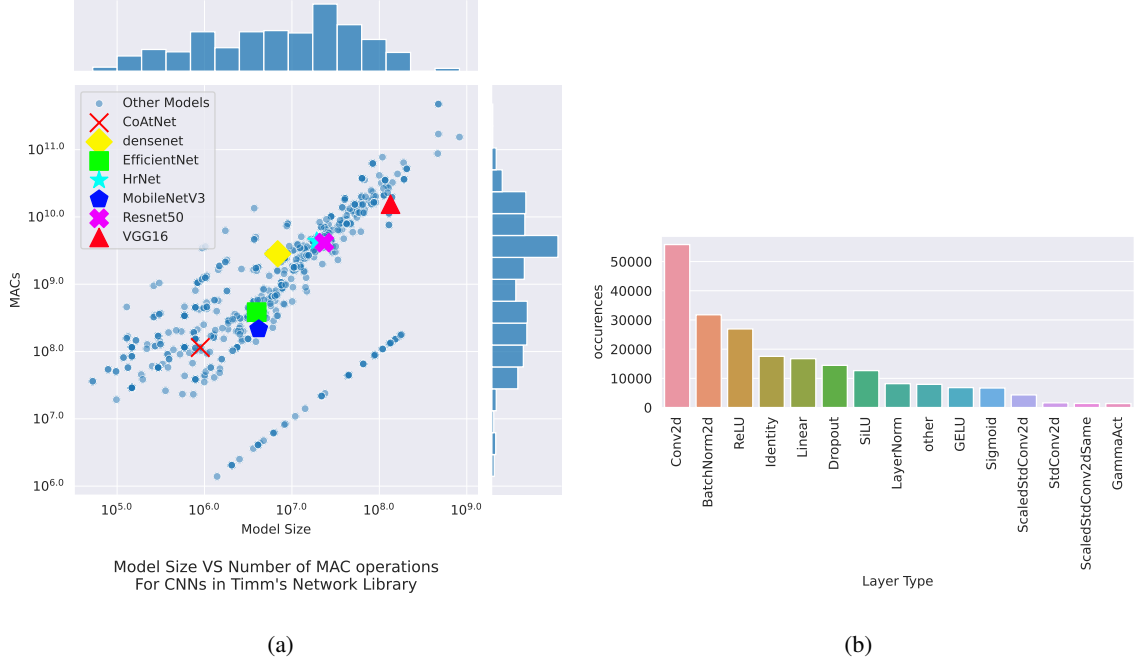 Other Models
CoAtNet
densenet
EfficientNet
HrNet
MobileNetV3
Resnet50
VGG16
10^11.0
10^10.0
10^9.0
10^8.0
10^7.0
10^6.0
MACs
10^5.0 10^6.0 10^7.0 10^8.0 10^9.0
Model Size
Model Size VS Number of MAC operations
For CNNs in Timm's Network Library
(a)
50000
40000
30000
20000
10000
0
occurences
Conv2d
BatchNorm2d
ReLU
Identity
Linear
Dropout
SiLU
LayerNorm
other
GELU
Sigmoid
ScaledStdConv2d
StdConv2d
ScaledStdConv2dSame
GammaAct
Layer Type
(b)